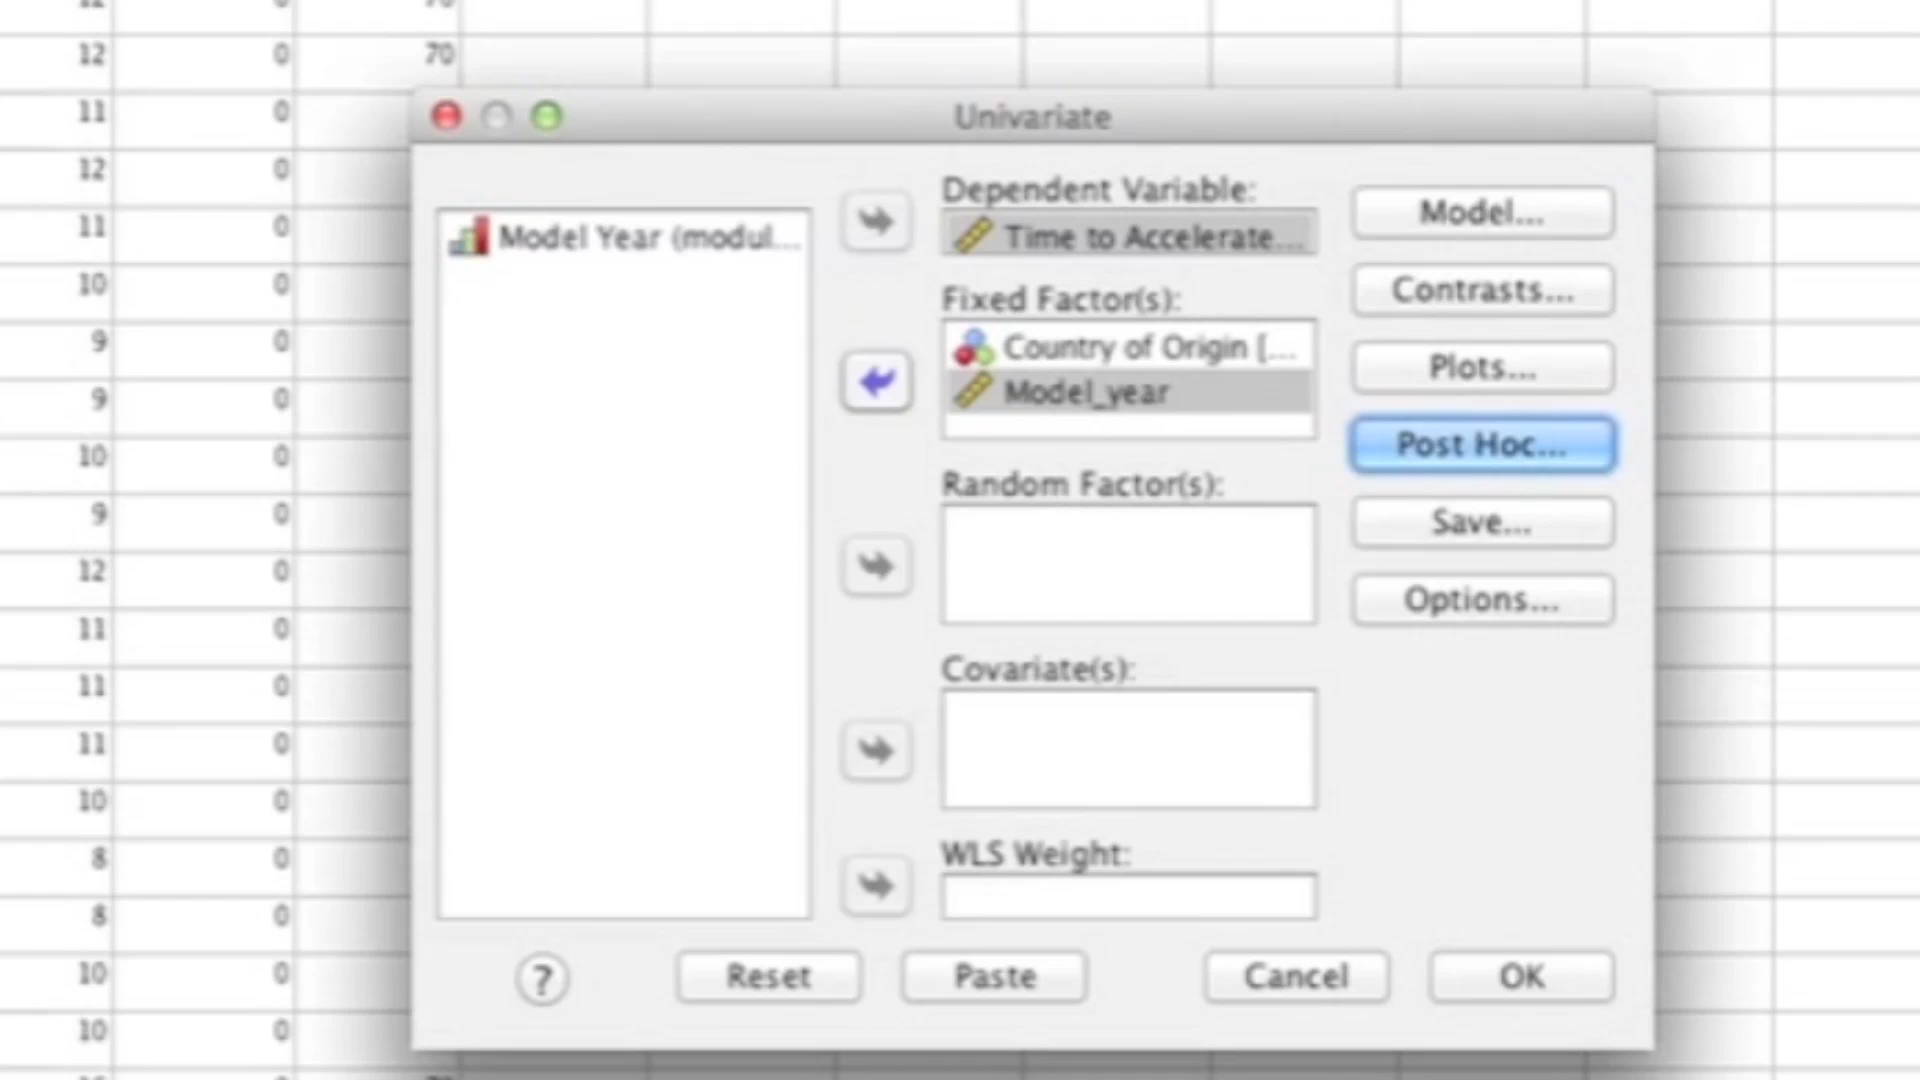 12 0 70
12 0 70
11 0
12 0
11 0
10 0
9 0
9 0
10 0
9 0
12 0
11 0
11 0
11 0
10 0
8 0
8 0
10 0
10 0
Univariate
Model Year (modul...
Dependent Variable:
Time to Accelerate...
Fixed Factor(s):
Country of Origin [...
Model_year
Random Factor(s):
Covariate(s):
WLS Weight:
Model...
Contrasts...
Plots...
Post Hoc...
Save...
Options...
?
Reset
Paste
Cancel
OK